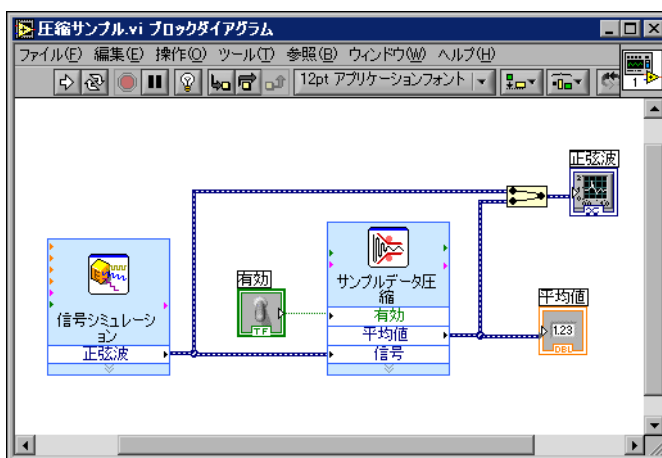 圧縮サンプル.vi ブロックダイアグラム
ファイル(F) 編集(E) 操作(O) ツール(T) 参照(B) ウィンドウ(W) ヘルプ(H)
12pt アプリケーションフォント
1
正弦波
信号シミュレーシ
ョン
正弦波
有効
TF
サンプルデータ圧
縮
有効
平均値
信号
平均値
1.23
DBL